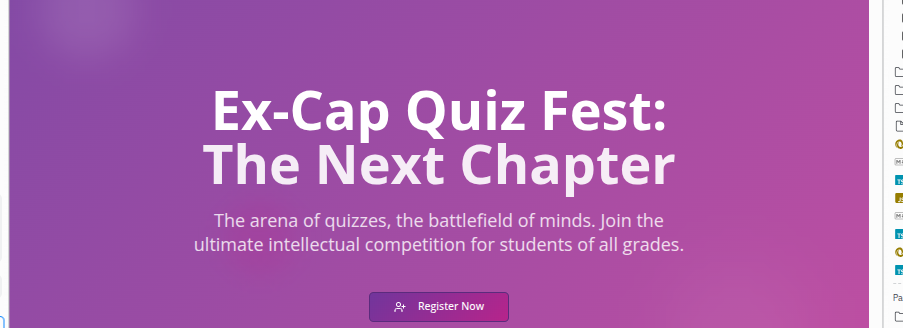 Ex-Cap Quiz Fest:
The Next Chapter
The arena of quizzes, the battlefield of minds. Join the
ultimate intellectual competition for students of all grades.
Register Now
Pa